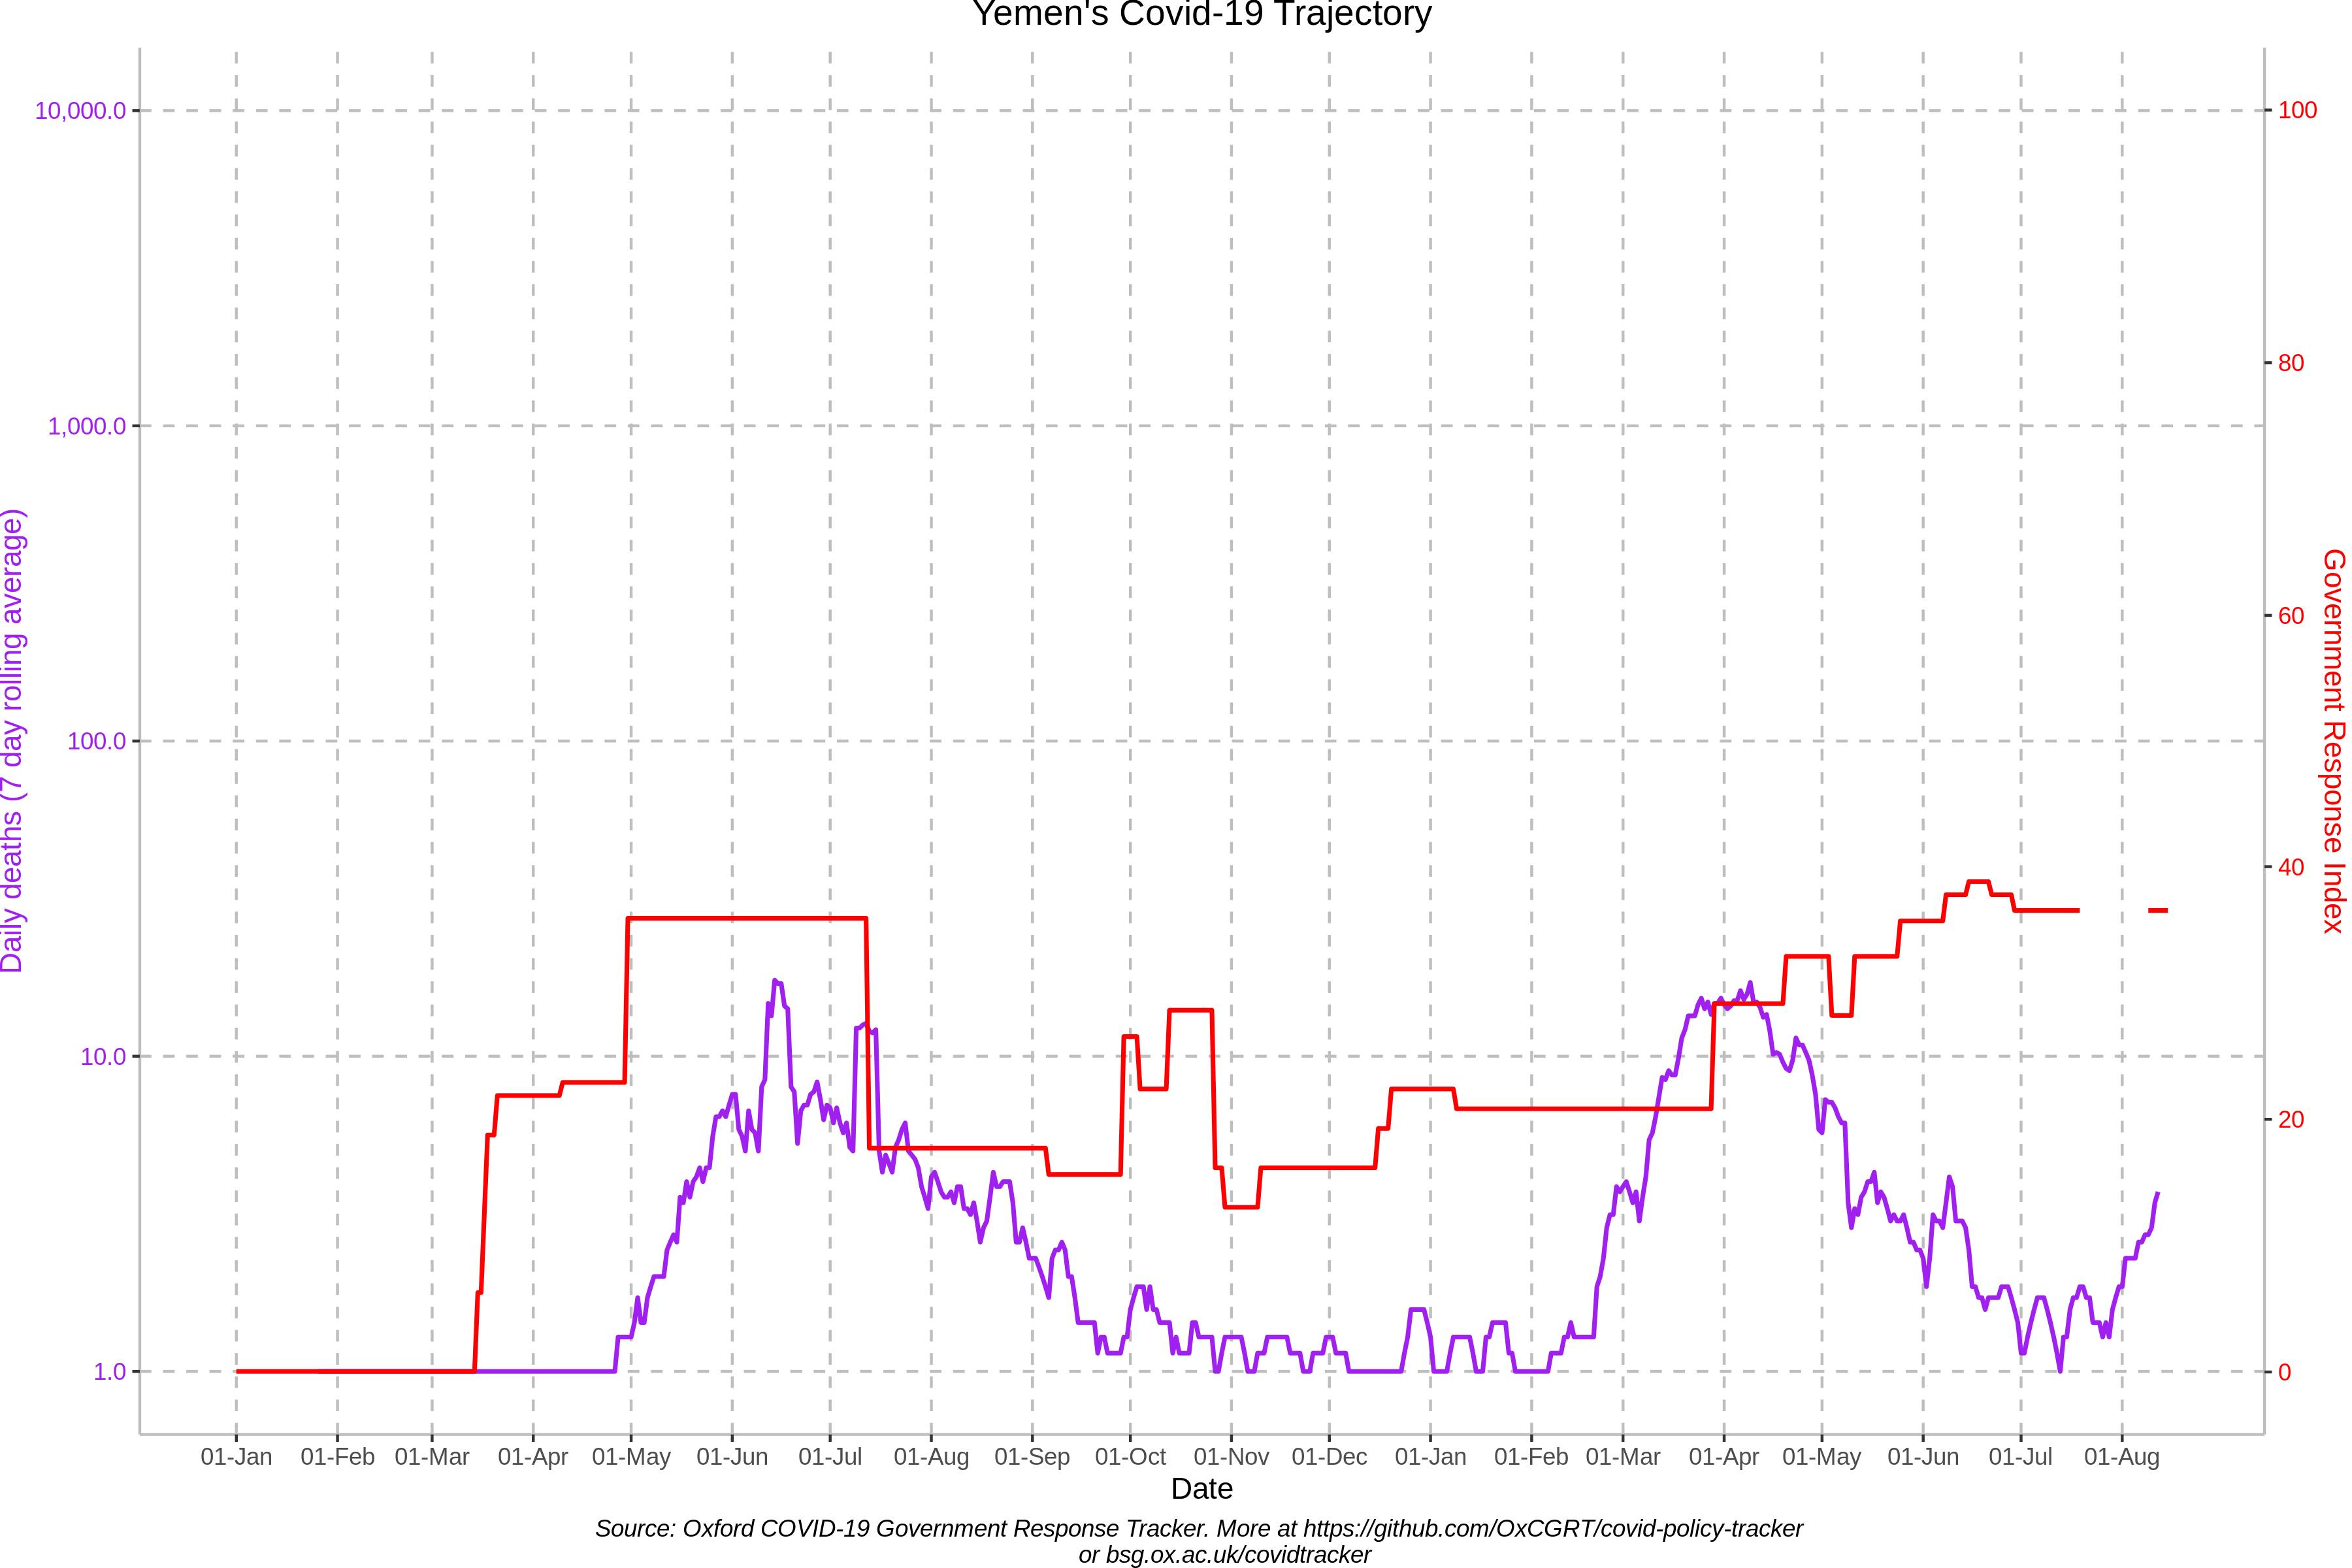 Yemen's Covid-19 Trajectory
10,000.0
1,000.0
100.0
10.0
1.0
Daily deaths (7 day rolling average)
100
80
60
40
20
0
Government Response Index
01-Jan 01-Feb 01-Mar 01-Apr 01-May 01-Jun 01-Jul 01-Aug 01-Sep 01-Oct 01-Nov 01-Dec 01-Jan 01-Feb 01-Mar 01-Apr 01-May 01-Jun 01-Jul 01-Aug
Date
Source: Oxford COVID-19 Government Response Tracker. More at https://github.com/OxCGRT/covid-policy-tracker
or bsg.ox.ac.uk/covidtracker